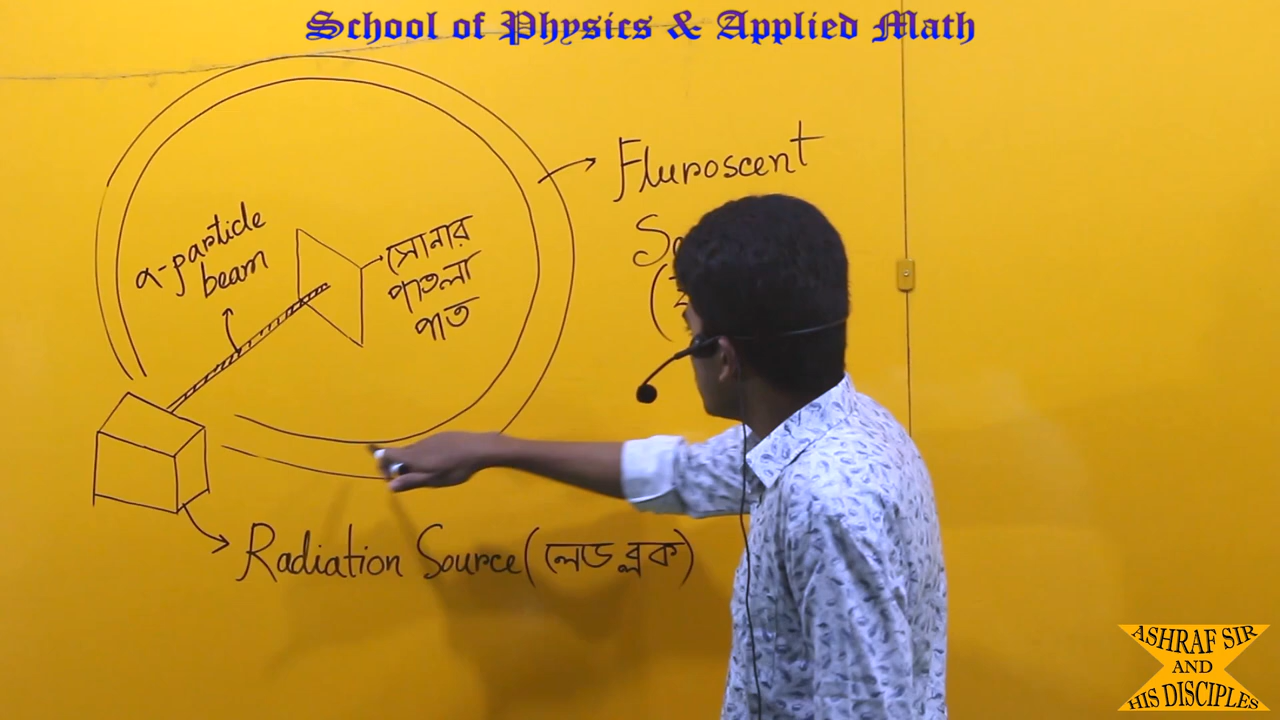 School of Physics & Applied Math
Fluroscent
α-particle
beam
সোনার
পাতলা
পাত
Radiation Source (লেড ব্লক)
ASHRAF SIR
AND
HIS DISCIPLES